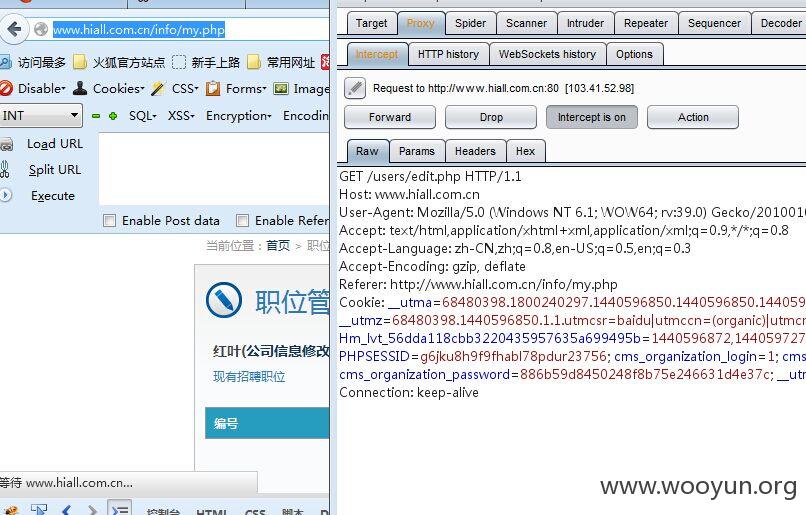 www.hiall.com.cn/info/my.php
访问最多 火狐官方站点 新手上路 常用网址
Disable Cookies CSS Forms Image
INT SQL XSS Encryption Encod
Load URL
Split URL
Execute
Enable Post data Enable Refer
当前位置：首页 > 职位
职位管
红叶(公司信息修改
现有招聘职位
编号
等待 www.hiall.com.cn...
控制台 HTML CSS 脚本
Target Proxy Spider Scanner Intruder Repeater Sequencer Decoder
Intercept HTTP history WebSockets history Options
Request to http://www.hiall.com.cn:80 [103.41.52.98]
Forward Drop Intercept is on Action
Raw Params Headers Hex
GET /users/edit.php HTTP/1.1
Host: www.hiall.com.cn
User-Agent: Mozilla/5.0 (Windows NT 6.1; WOW64; rv:39.0) Gecko/2010010
Accept: text/html,application/xhtml+xml,application/xml;q=0.9,*/*;q=0.8
Accept-Language: zh-CN,zh;q=0.8,en-US;q=0.5,en;q=0.3
Accept-Encoding: gzip, deflate
Referer: http://www.hiall.com.cn/info/my.php
Cookie: __utma=68480398.1800240297.1440596850.1440596850.144059
__utmz=68480398.1440596850.1.1.utmcsr=baidu|utmccn=(organic)|utmcr
Hm_lvt_56dda118cbb3220435957635a699495b=1440596872,144059727
PHPSESSID=g6jku8h9f9fhabl78pdur23756; cms_organization_login=1; cms
cms_organization_password=886b59d8450248f8b75e246631d4e37c; __ut
Connection: keep-alive
www.wooyun.org